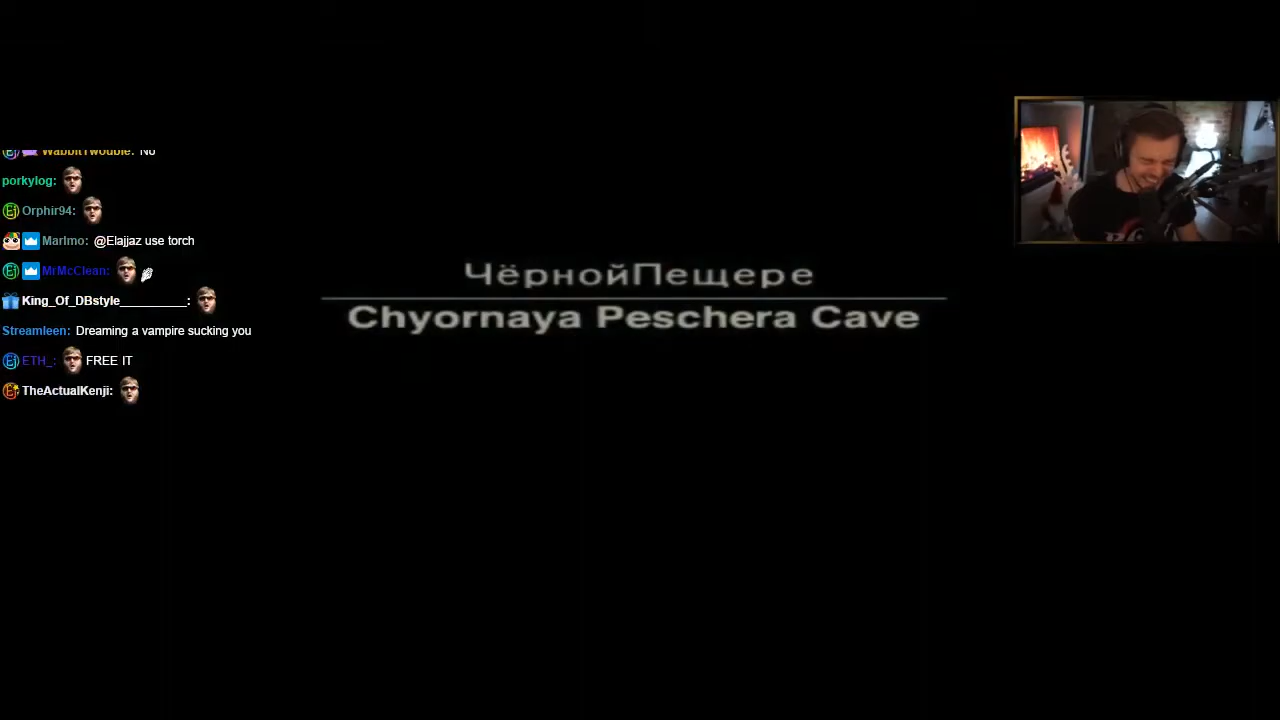 WabbitTwouble: No
porkylog:
Orphir94:
Marlmo: @Elajjaz use torch
MrMcClean:
King_Of_DBstyle__________:
Streamleen: Dreaming a vampire sucking you
ETH_: FREE IT
TheActualKenji:
ЧёрнойПещере
Chyornaya Peschera Cave